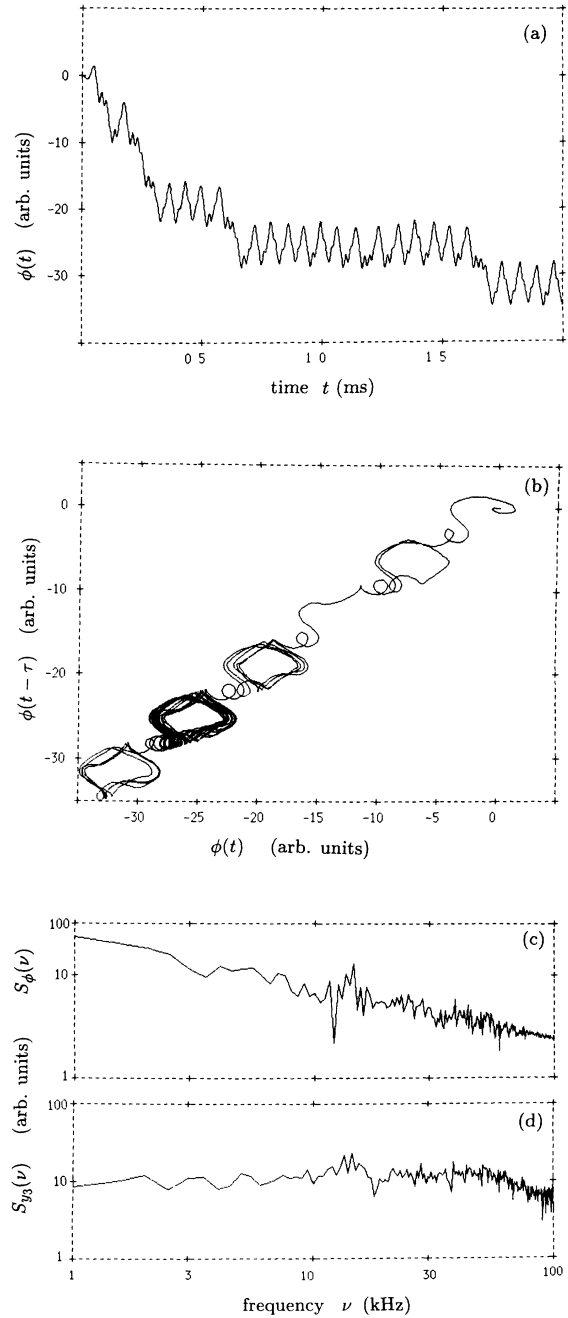 (a)
0
-10
-20
-30
ϕ(t) (arb. units)
0 5
1 0
1 5
time t (ms)
(b)
0
-10
-20
-30
ϕ(t − τ) (arb. units)
-30
-25
-20
-15
-10
-5
0
ϕ(t) (arb. units)
(c)
100
10
1
S_ϕ(ν)
(arb. units)
(d)
100
10
1
S_y3(ν)
1
3
10
30
100
frequency ν (kHz)